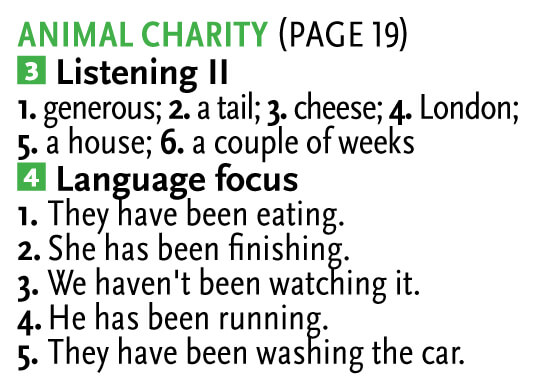 ANIMAL CHARITY (PAGE 19)
3 Listening II
1. generous; 2. a tail; 3. cheese; 4. London;
5. a house; 6. a couple of weeks
4 Language focus
1. They have been eating.
2. She has been finishing.
3. We haven't been watching it.
4. He has been running.
5. They have been washing the car.